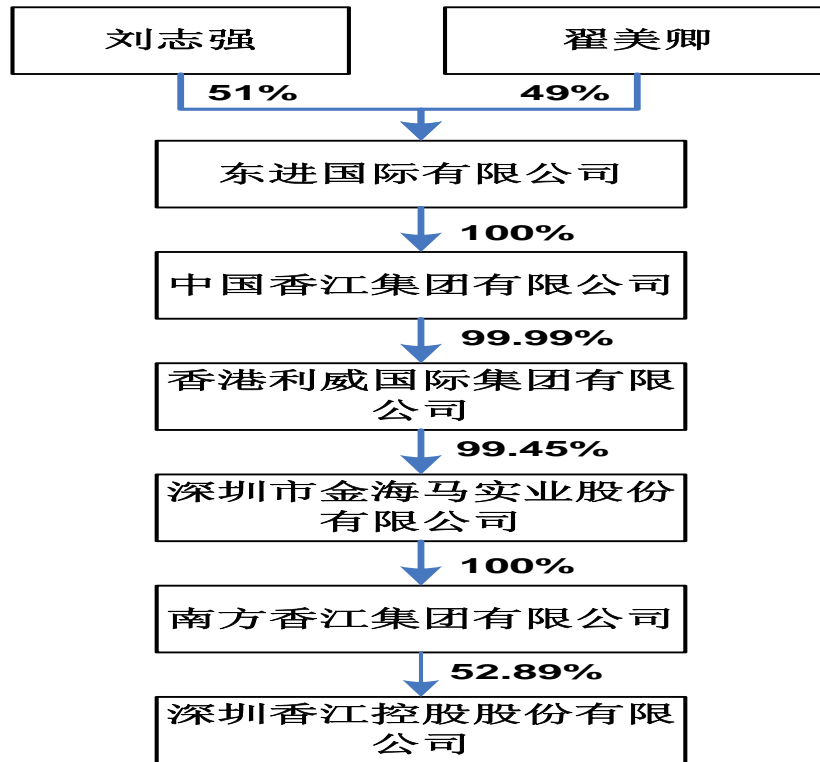 刘志强
翟美卿
51%
49%
东进国际有限公司
100%
中国香江集团有限公司
99.99%
香港利威国际集团有限
公司
99.45%
深圳市金海马实业股份
有限公司
100%
南方香江集团有限公司
52.89%
深圳香江控股股份有限
公司